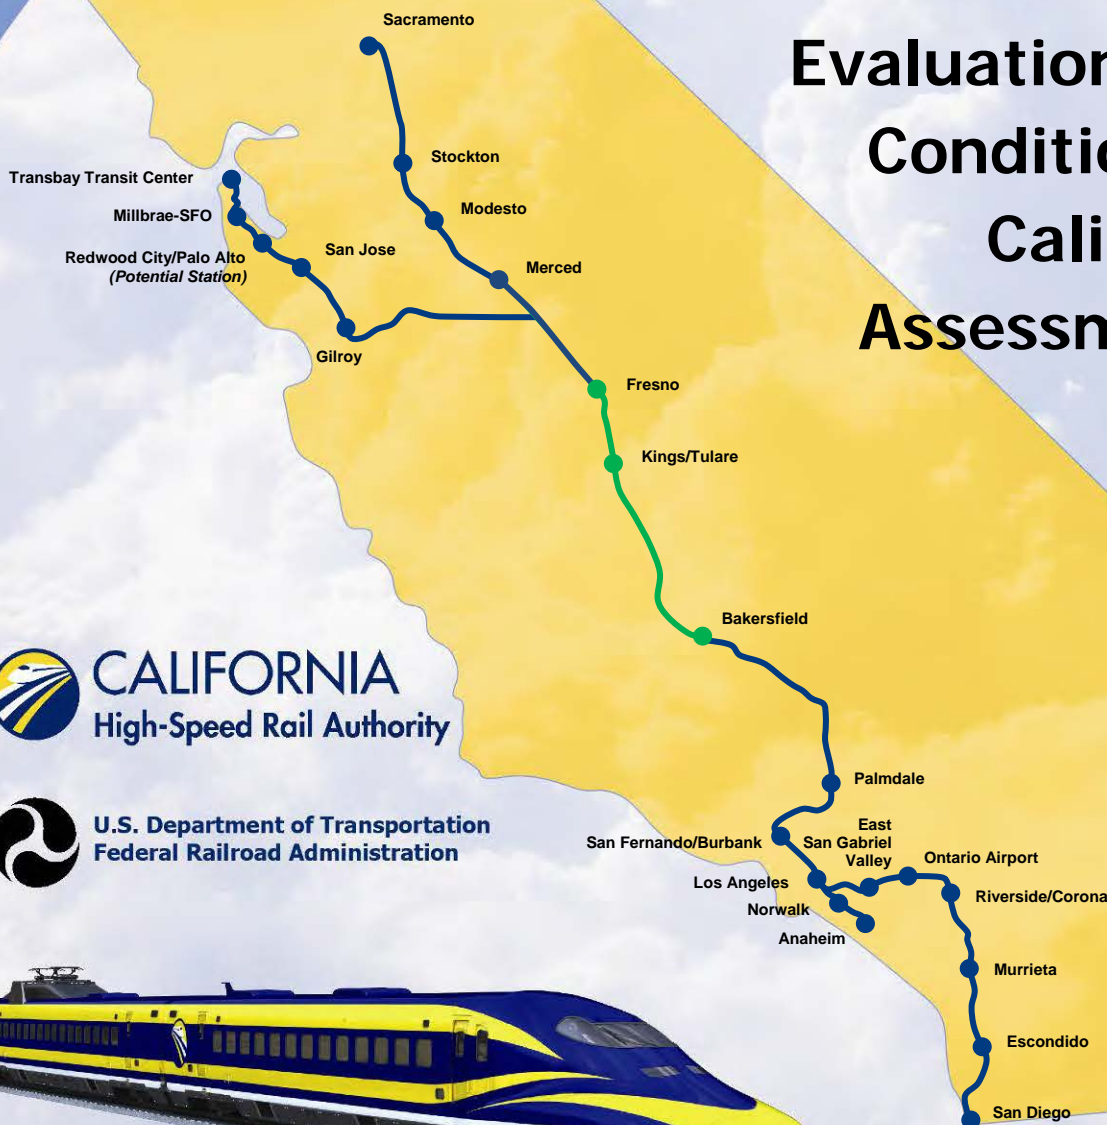 Sacramento
Evaluation
Conditio
Cali
Assessm
Stockton
Transbay Transit Center
Modesto
Millbrae-SFO
San Jose
Redwood City/Palo Alto
(Potential Station)
Merced
Gilroy
Fresno
Kings/Tulare
Bakersfield
CALIFORNIA
High-Speed Rail Authority
Palmdale
U.S. Department of Transportation
Federal Railroad Administration
San Fernando/Burbank
East
San Gabriel
Valley
Ontario Airport
Los Angeles
Riverside/Corona
Norwalk
Anaheim
Murrieta
Escondido
San Diego